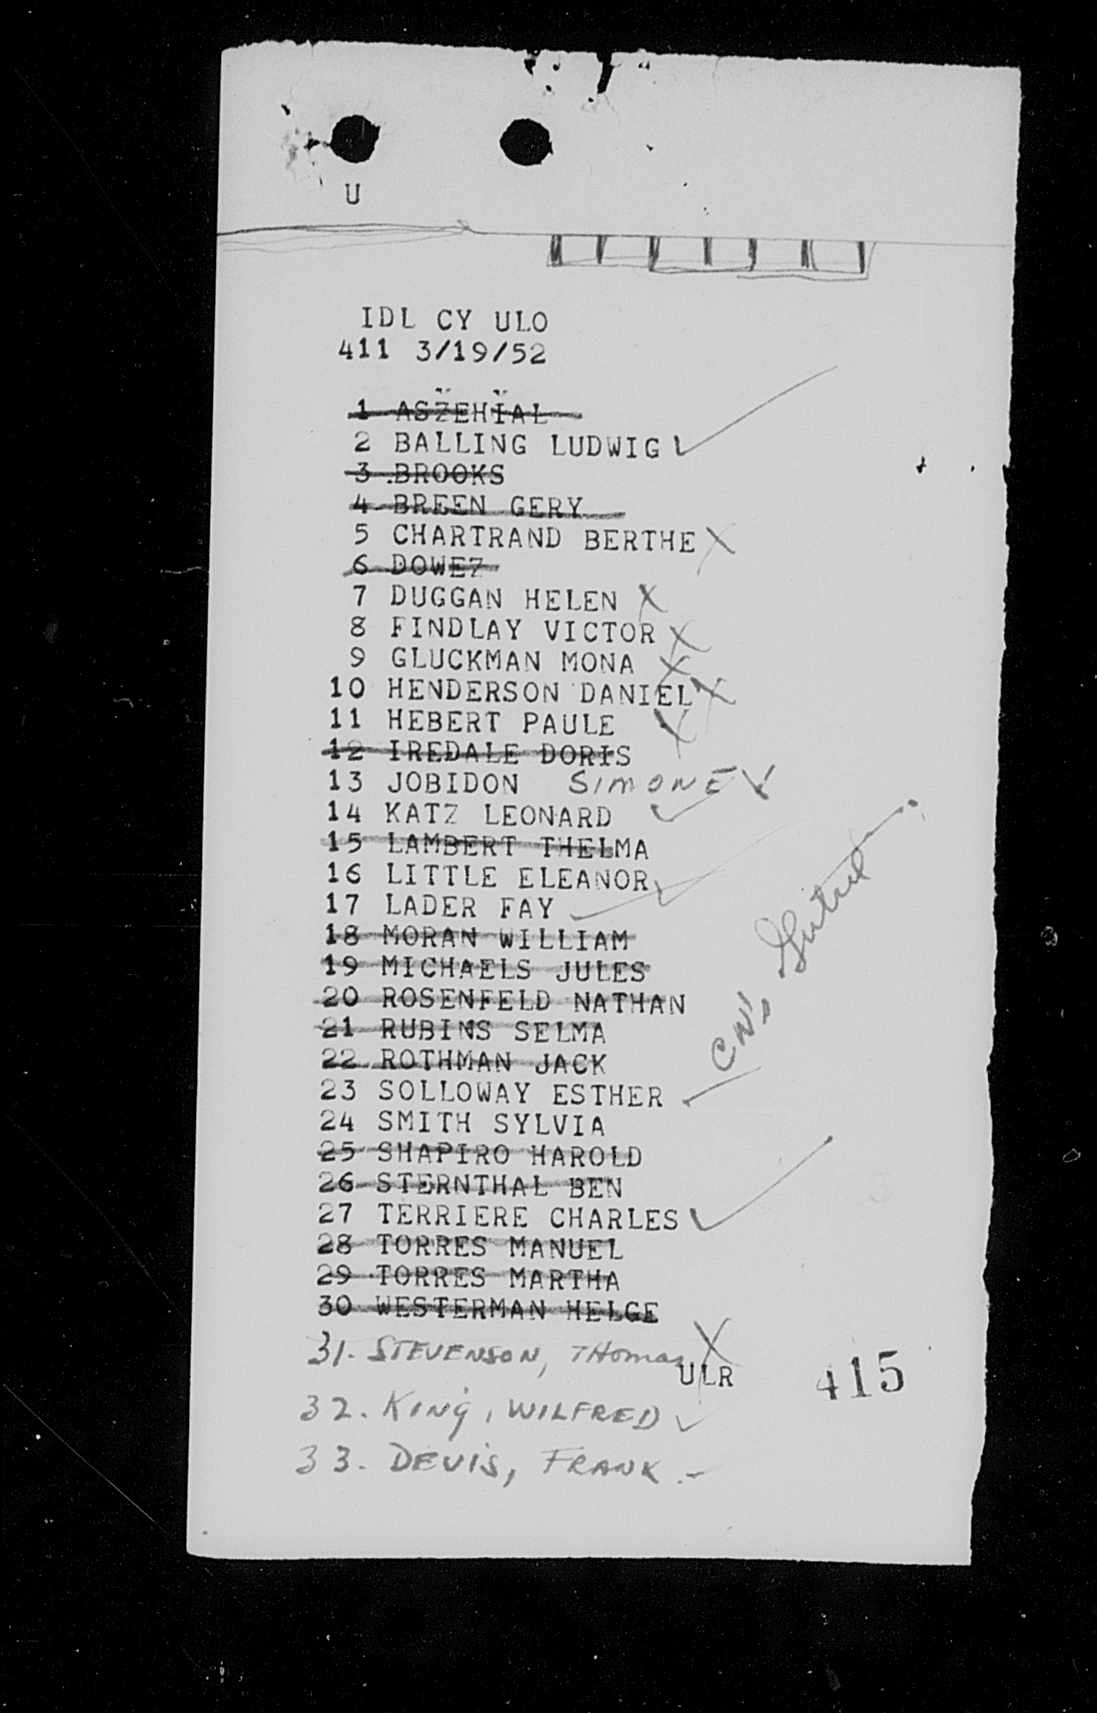 U
IDL CY ULO
411 3/19/52
1 ASZEHIAL
2 BALLING LUDWIG
3 BROOKS
4 BREEN GERY
5 CHARTRAND BERTHE
6 DOWEZ
7 DUGGAN HELEN
8 FINDLAY VICTOR
9 GLUCKMAN MONA
10 HENDERSON DANIEL
11 HEBERT PAULE
12 IREDALE DORIS
13 JOBIDON SIMONE
14 KATZ LEONARD
15 LAMBERT THELMA
16 LITTLE ELEANOR
17 LADER FAY
18 MORAN WILLIAM
19 MICHAELS JULES
20 ROSENFELD NATHAN
21 RUBINS SELMA
22 ROTHMAN JACK
23 SOLLOWAY ESTHER
24 SMITH SYLVIA
25 SHAPIRO HAROLD
26 STERNTHAL BEN
27 TERRIERE CHARLES
28 TORRES MANUEL
29 TORRES MARTHA
30 WESTERMAN HELGE
31. STEVENSON, THOMAS
ULR 415
32. KING, WILFRED
33. DEVIS, FRANK.